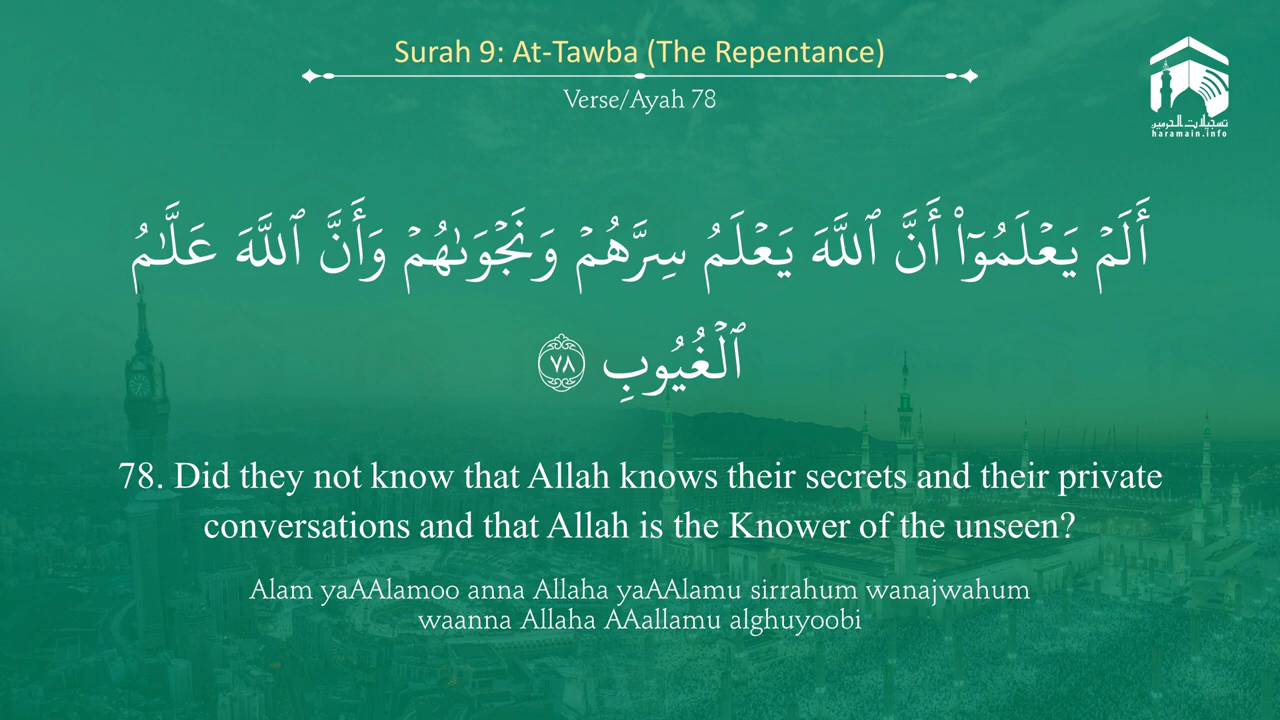 Surah 9: At-Tawba (The Repentance)
Verse/Ayah 78
تسجيلات الحرمين
haramain.info
أَلَمۡ يَعۡلَمُوٓاْ أَنَّ ٱللَّهَ يَعۡلَمُ سِرَّهُمۡ وَنَجۡوَىٰهُمۡ وَأَنَّ ٱللَّهَ عَلَّٰمُ
ٱلۡغُيُوبِ ٧٨
78. Did they not know that Allah knows their secrets and their private
conversations and that Allah is the Knower of the unseen?
Alam yaAAlamoo anna Allaha yaAAlamu sirrahum wanajwahum
waanna Allaha AAallamu alghuyoobi